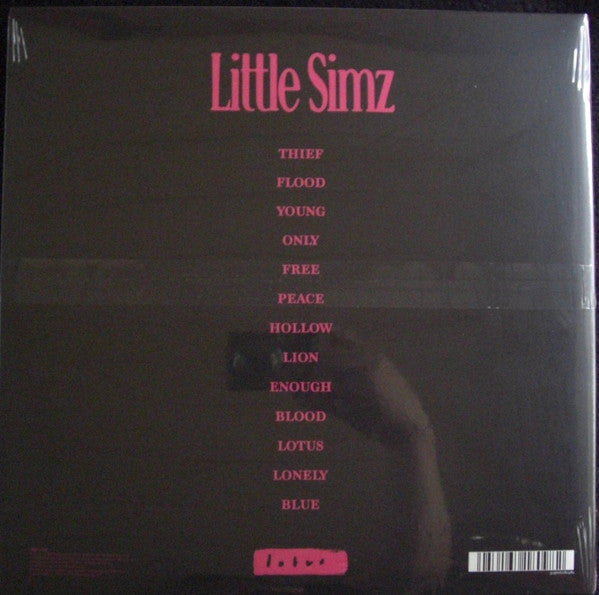 Little Simz
THIEF
FLOOD
YOUNG
ONLY
FREE
PEACE
HOLLOW
LION
ENOUGH
BLOOD
LOTUS
LONELY
BLUE
lotus